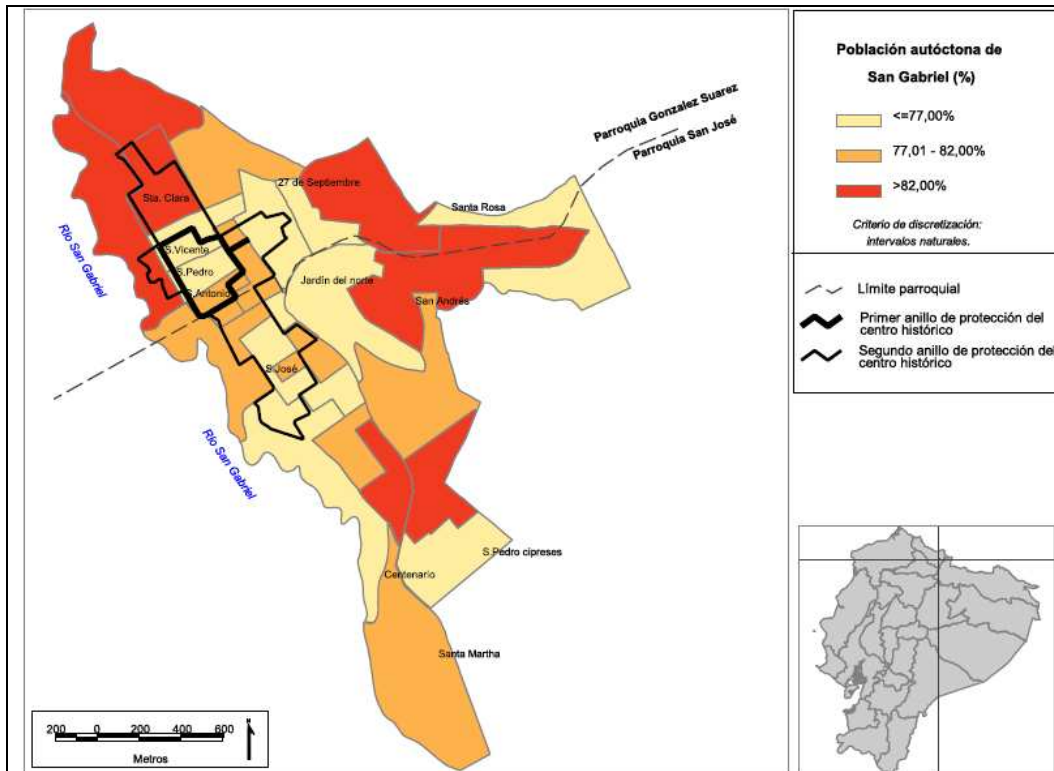 Parroquia Gonzalez Suarez
Parroquia San José
27 de Septiembre
Santa Rosa
Sta. Clara
Río San Gabriel
S.Vicente
S.Pedro
S.Antonio
Jardín del norte
San Andrés
S.José
Río San Gabriel
S.Pedro cipreses
Centenario
Santa Martha
200 0 200 400 600
Metros
N
Población autóctona de
San Gabriel (%)
<=77,00%
77,01 - 82,00%
>82,00%
Criterio de discretización:
intervalos naturales.
Límite parroquial
Primer anillo de protección del
centro histórico
Segundo anillo de protección del
centro histórico